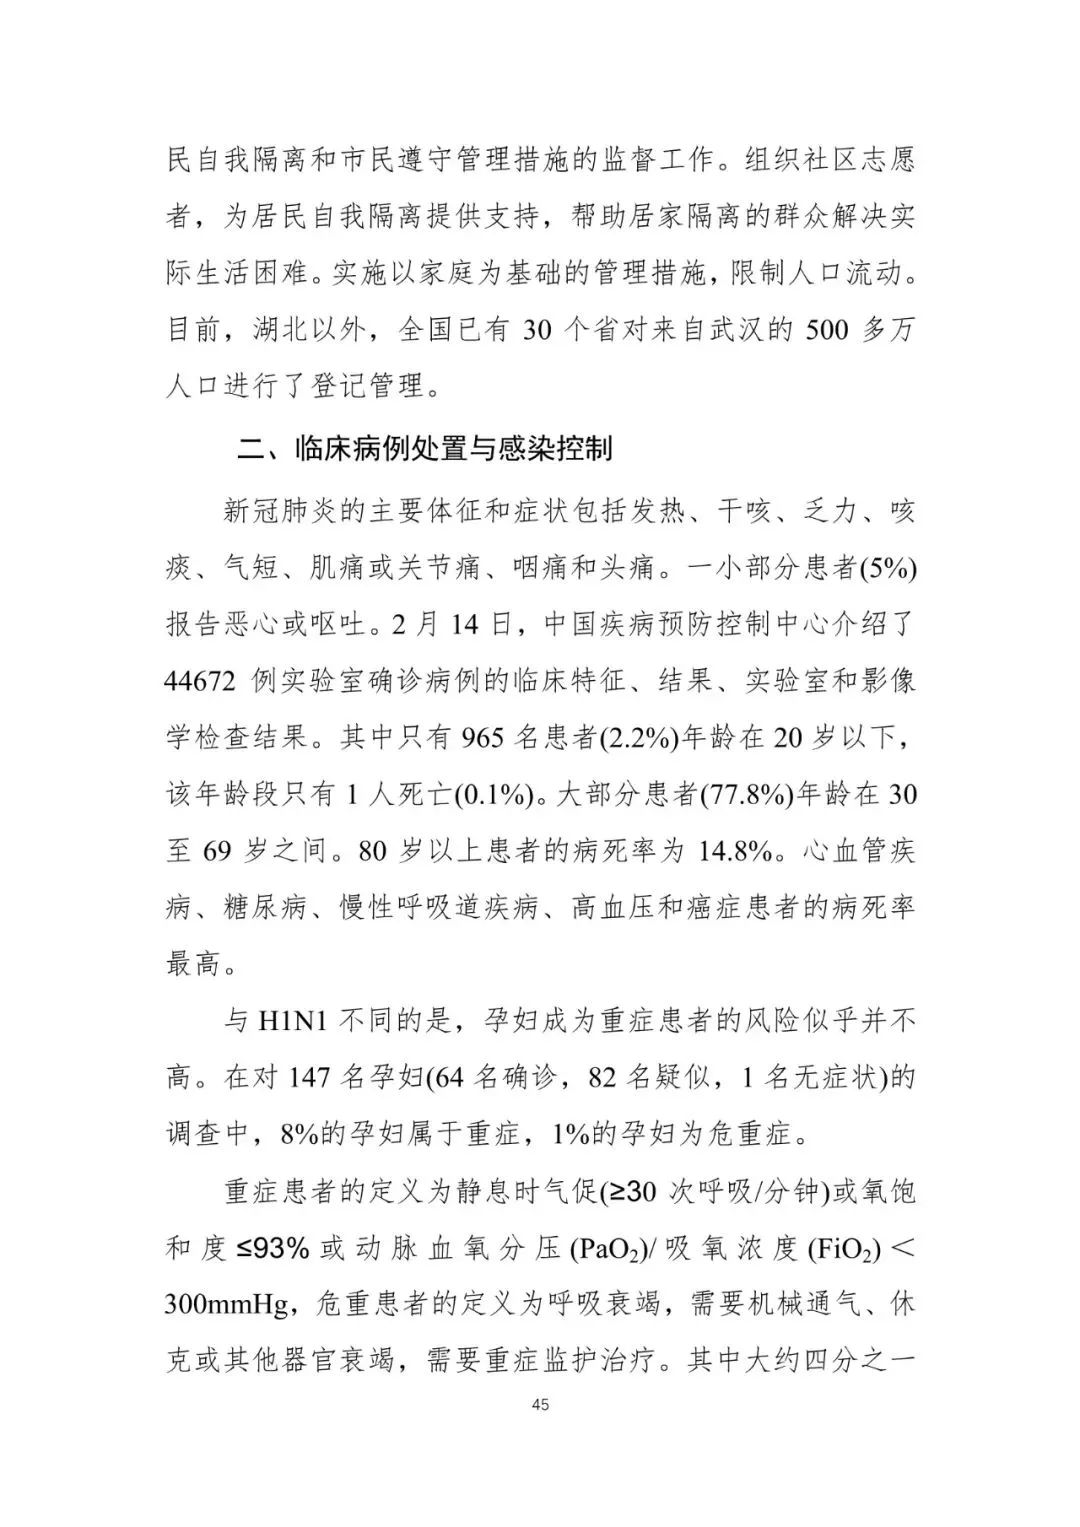 民自我隔离和市民遵守管理措施的监督工作。组织社区志愿
者，为居民自我隔离提供支持，帮助居家隔离的群众解决实
际生活困难。实施以家庭为基础的管理措施，限制人口流动。
目前，湖北以外，全国已有 30 个省对来自武汉的 500 多万
人口进行了登记管理。
二、临床病例处置与感染控制
新冠肺炎的主要体征和症状包括发热、干咳、乏力、咳
痰、气短、肌痛或关节痛、咽痛和头痛。一小部分患者(5%)
报告恶心或呕吐。2 月 14 日，中国疾病预防控制中心介绍了
44672 例实验室确诊病例的临床特征、结果、实验室和影像
学检查结果。其中只有 965 名患者(2.2%)年龄在 20 岁以下，
该年龄段只有 1 人死亡(0.1%)。大部分患者(77.8%)年龄在 30
至 69 岁之间。80 岁以上患者的病死率为 14.8%。心血管疾
病、糖尿病、慢性呼吸道疾病、高血压和癌症患者的病死率
最高。
与 H1N1 不同的是，孕妇成为重症患者的风险似乎并不
高。在对 147 名孕妇(64 名确诊，82 名疑似，1 名无症状)的
调查中，8%的孕妇属于重症，1%的孕妇为危重症。
重症患者的定义为静息时气促(≥30 次呼吸/分钟)或氧饱
和度≤93%或动脉血氧分压(PaO₂)/吸氧浓度(FiO₂)＜
300mmHg，危重患者的定义为呼吸衰竭，需要机械通气、休
克或其他器官衰竭，需要重症监护治疗。其中大约四分之一
45